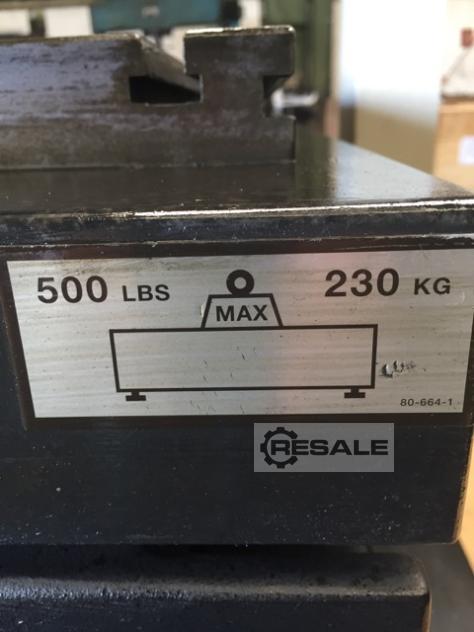 500 LBS
230 KG
MAX
80-664-1
RESALE